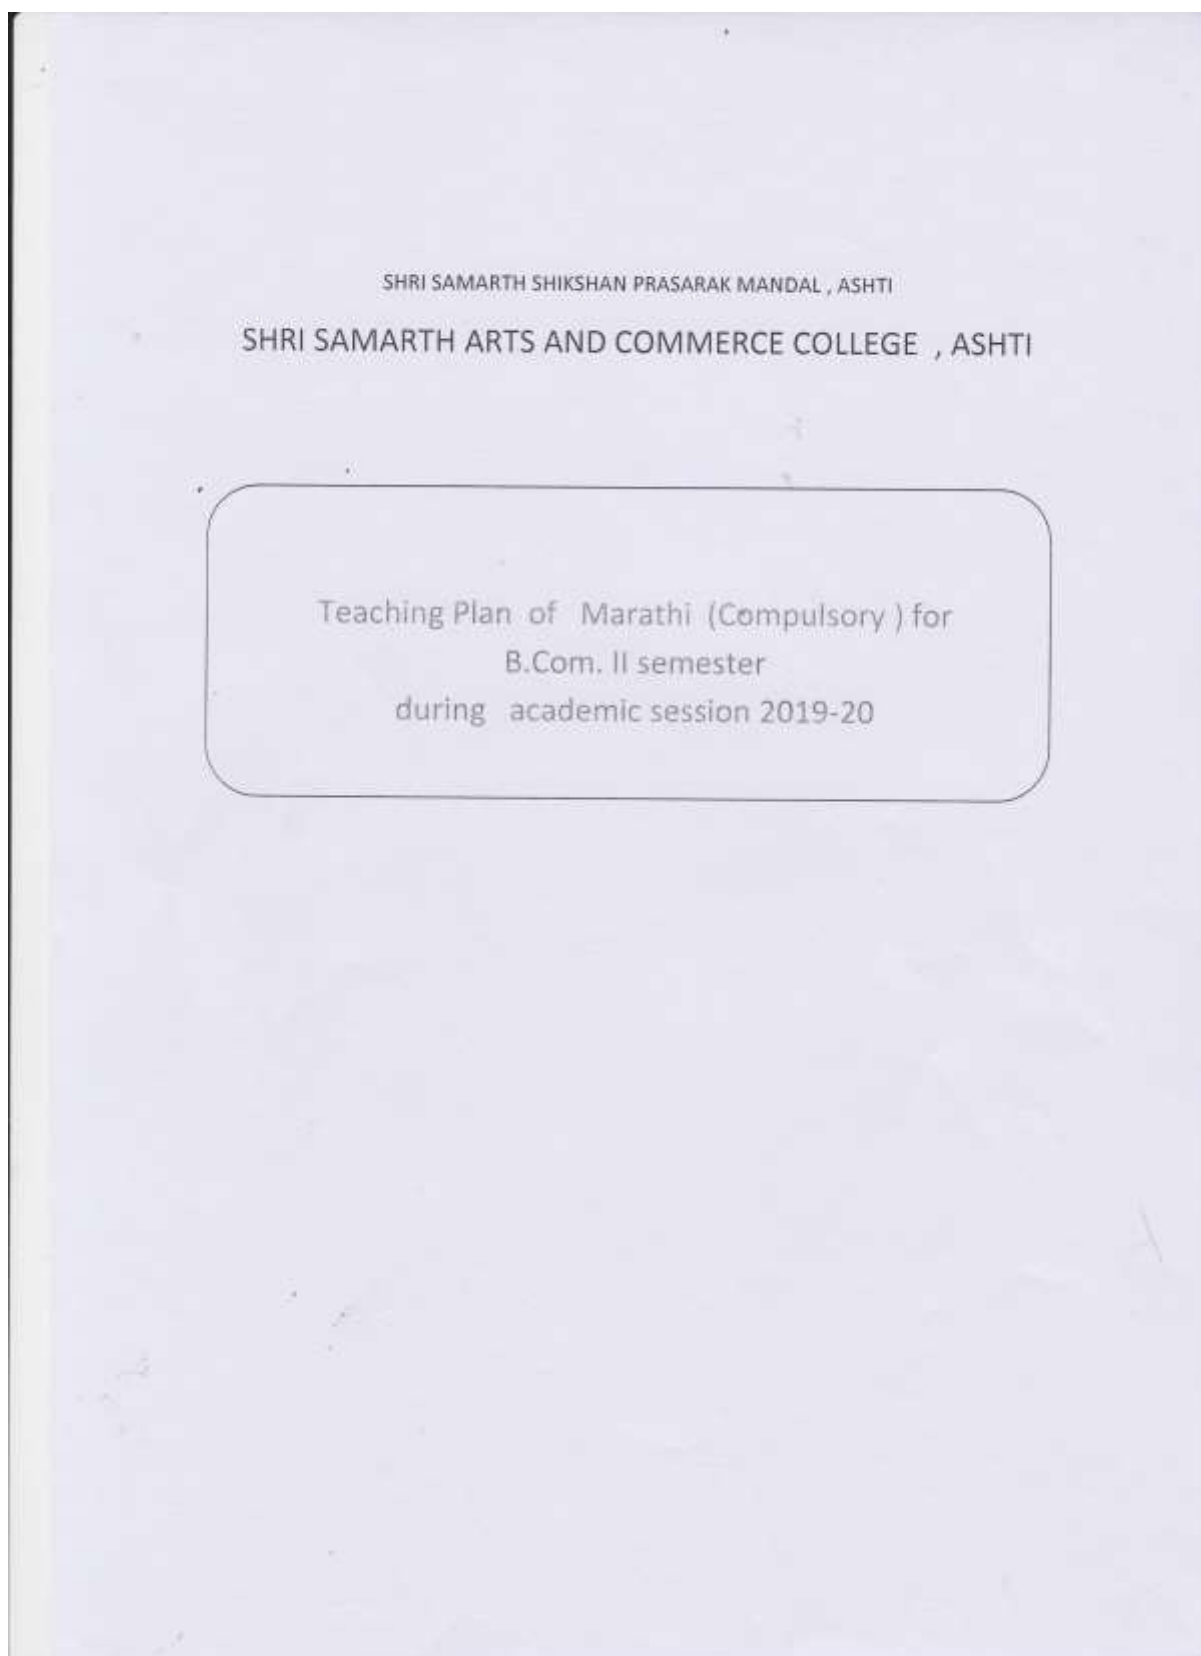 SHRI SAMARTH SHIKSHAN PRASARAK MANDAL , ASHTI
SHRI SAMARTH ARTS AND COMMERCE COLLEGE , ASHTI
Teaching Plan of Marathi (Compulsory ) for
B.Com. II semester
during academic session 2019-20